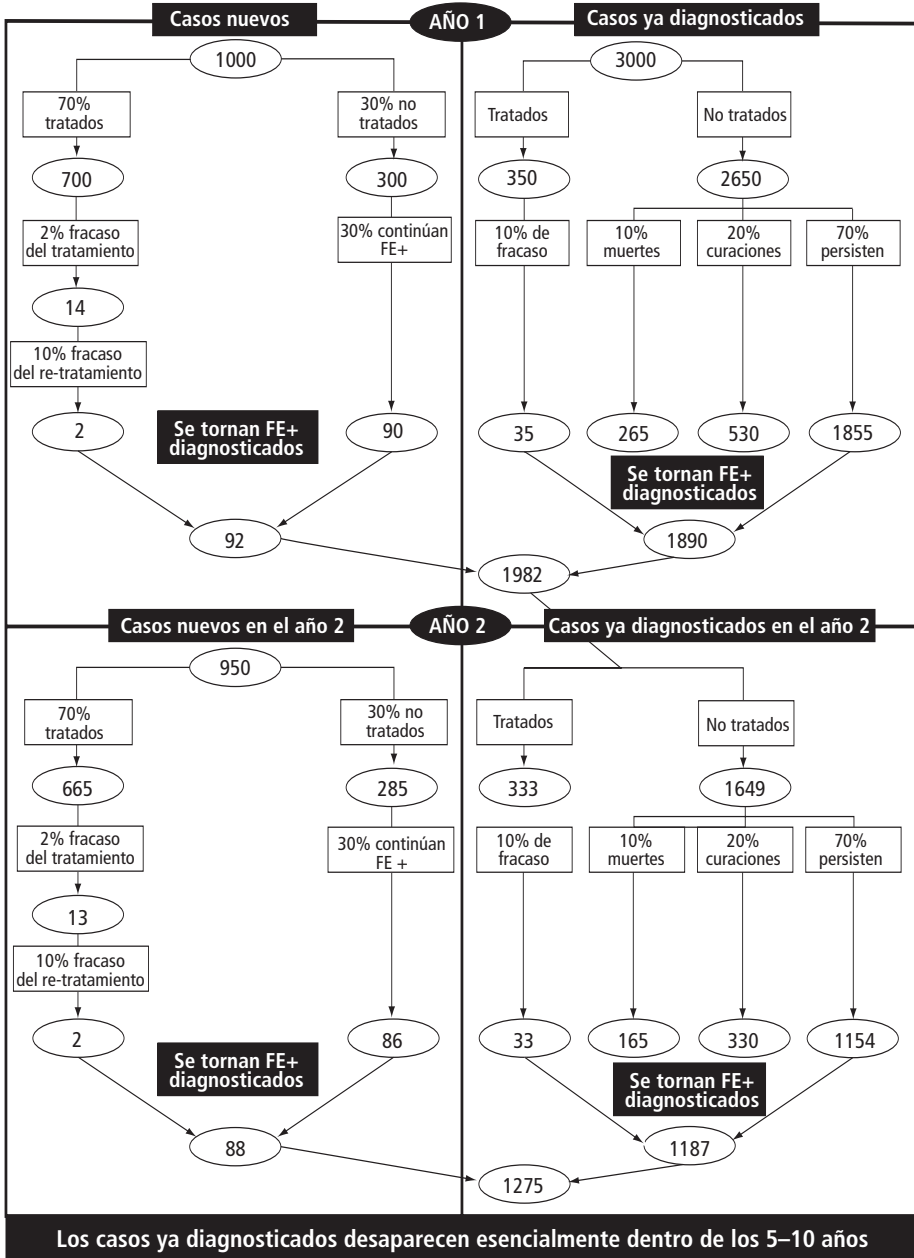 Casos nuevos
AÑO 1
Casos ya diagnosticados
1000
3000
70%
tratados
30% no
tratados
Tratados
No tratados
700
300
350
2650
2% fracaso
del tratamiento
30% continúan
FE+
10% de
fracaso
10%
muertes
20%
curaciones
70%
persisten
14
10% fracaso
del re-tratamiento
2
Se tornan FE+
diagnosticados
90
35
265
530
1855
Se tornan FE+
diagnosticados
92
1890
1982
Casos nuevos en el año 2
AÑO 2
Casos ya diagnosticados en el año 2
950
70%
tratados
30% no
tratados
Tratados
No tratados
665
285
333
1649
2% fracaso
del tratamiento
30% continúan
FE +
10% de
fracaso
10%
muertes
20%
curaciones
70%
persisten
13
10% fracaso
del re-tratamiento
2
Se tornan FE+
diagnosticados
86
33
165
330
1154
Se tornan FE+
diagnosticados
88
1187
1275
Los casos ya diagnosticados desaparecen esencialmente dentro de los 5–10 años